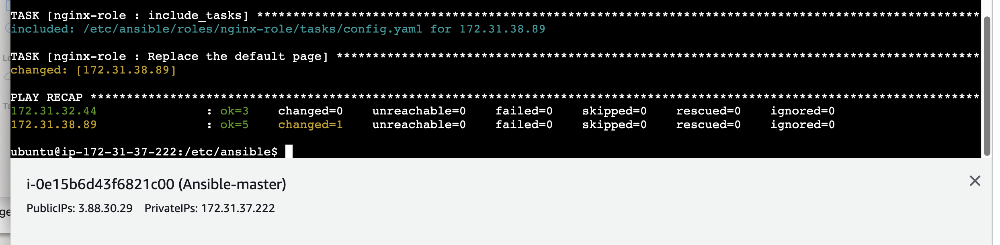 TASK [nginx-role : include_tasks] ****************************************************************************************************
included: /etc/ansible/roles/nginx-role/tasks/config.yaml for 172.31.38.89
TASK [nginx-role : Replace the default page] *****************************************************************************************
changed: [172.31.38.89]
PLAY RECAP ***************************************************************************************************************************
172.31.32.44 : ok=3 changed=0 unreachable=0 failed=0 skipped=0 rescued=0 ignored=0
172.31.38.89 : ok=5 changed=1 unreachable=0 failed=0 skipped=0 rescued=0 ignored=0
ubuntu@ip-172-31-37-222:/etc/ansible$
i-0e15b6d43f6821c00 (Ansible-master)
PublicIPs: 3.88.30.29 PrivateIPs: 172.31.37.222